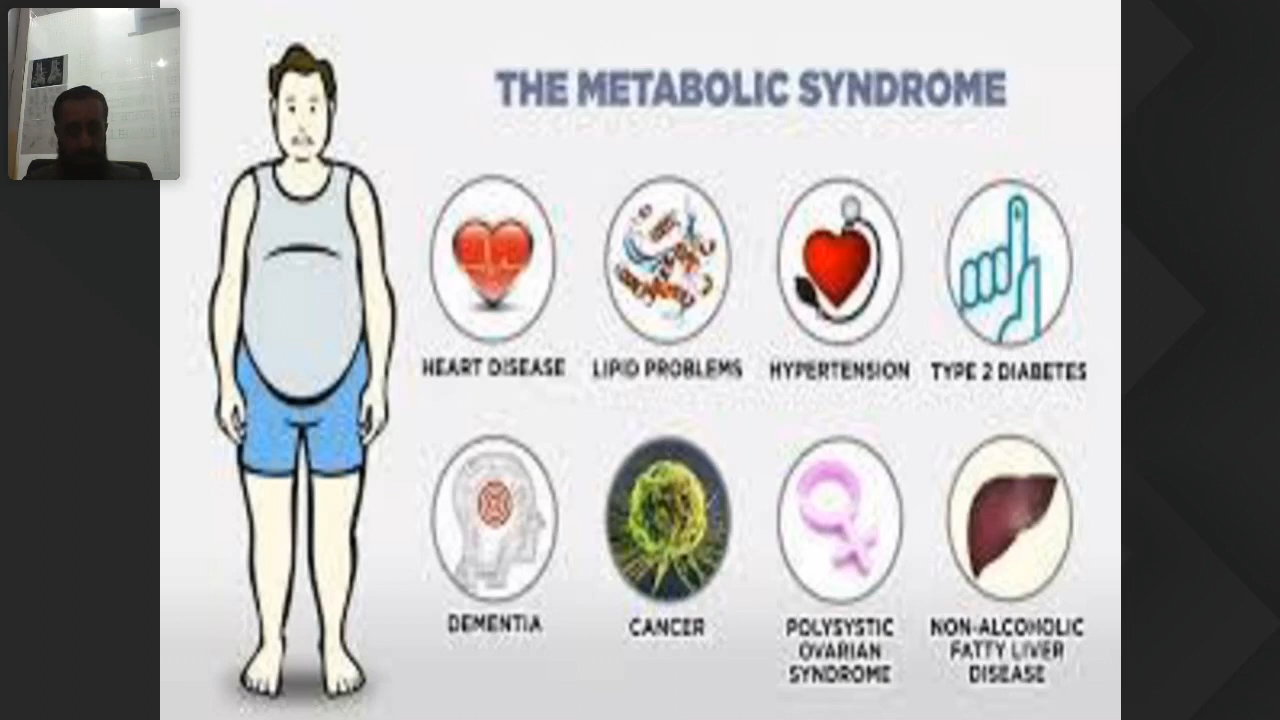 THE METABOLIC SYNDROME
HEART DISEASE
LIPID PROBLEMS
HYPERTENSION
TYPE 2 DIABETES
DEMENTIA
CANCER
POLYSYSTIC
OVARIAN
SYNDROME
NON-ALCOHOLIC
FATTY LIVER
DISEASE